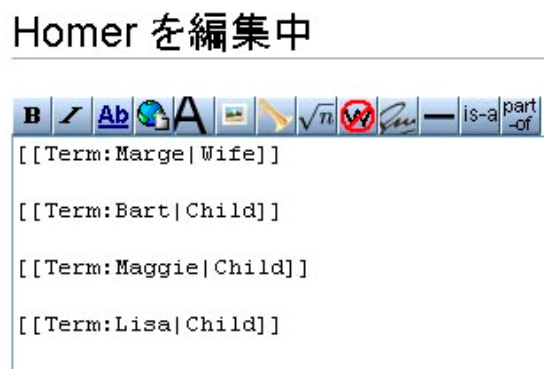 Homer を編集中
B I Ab A √n W is-a part-of
[[Term:Marge|Wife]]
[[Term:Bart|Child]]
[[Term:Maggie|Child]]
[[Term:Lisa|Child]]